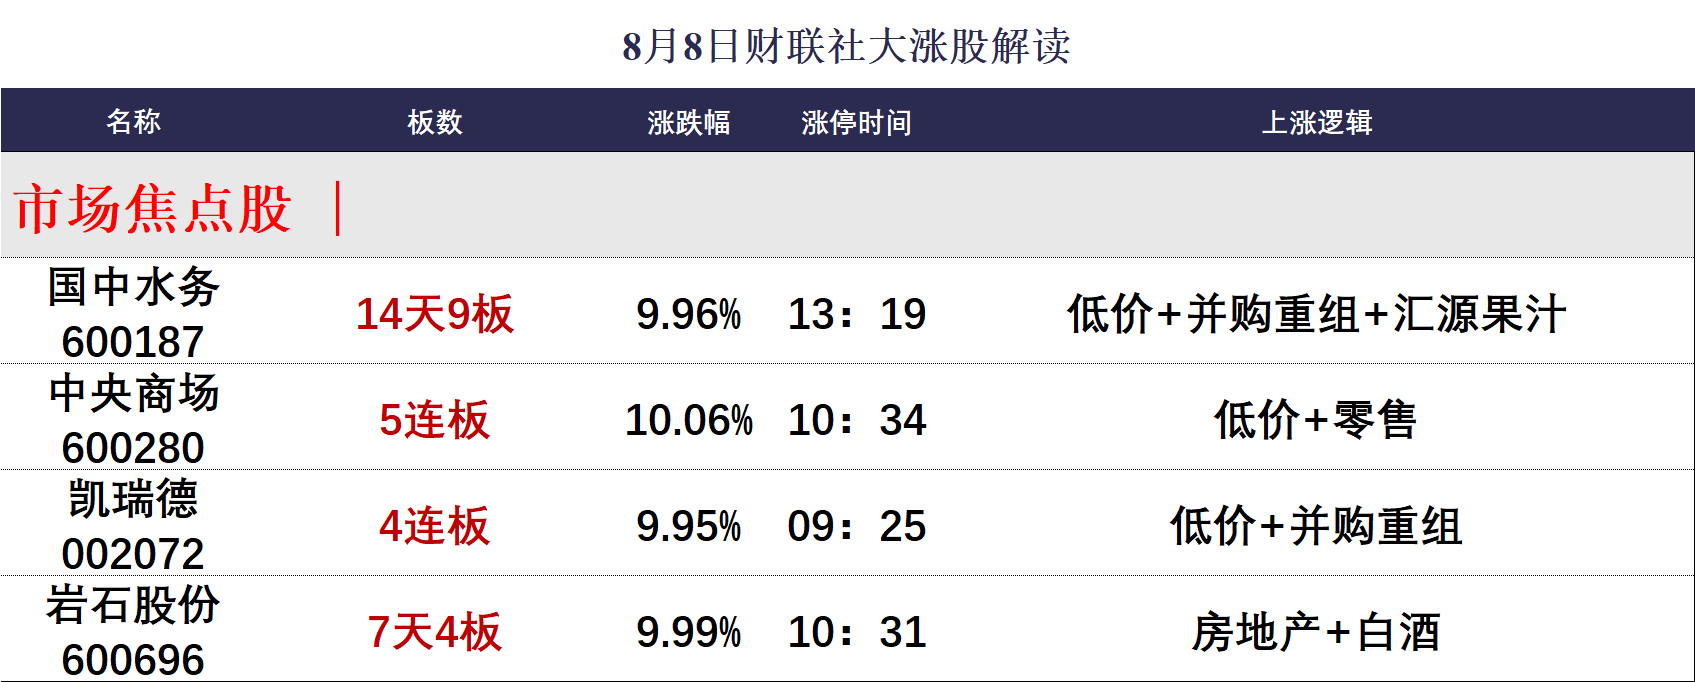 8月8日财联社大涨股解读
名称 板数 涨跌幅 涨停时间 上涨逻辑
市场焦点股 |
国中水务
600187 14天9板 9.96% 13：19 低价+并购重组+汇源果汁
中央商场
600280 5连板 10.06% 10：34 低价+零售
凯瑞德
002072 4连板 9.95% 09：25 低价+并购重组
岩石股份
600696 7天4板 9.99% 10：31 房地产+白酒